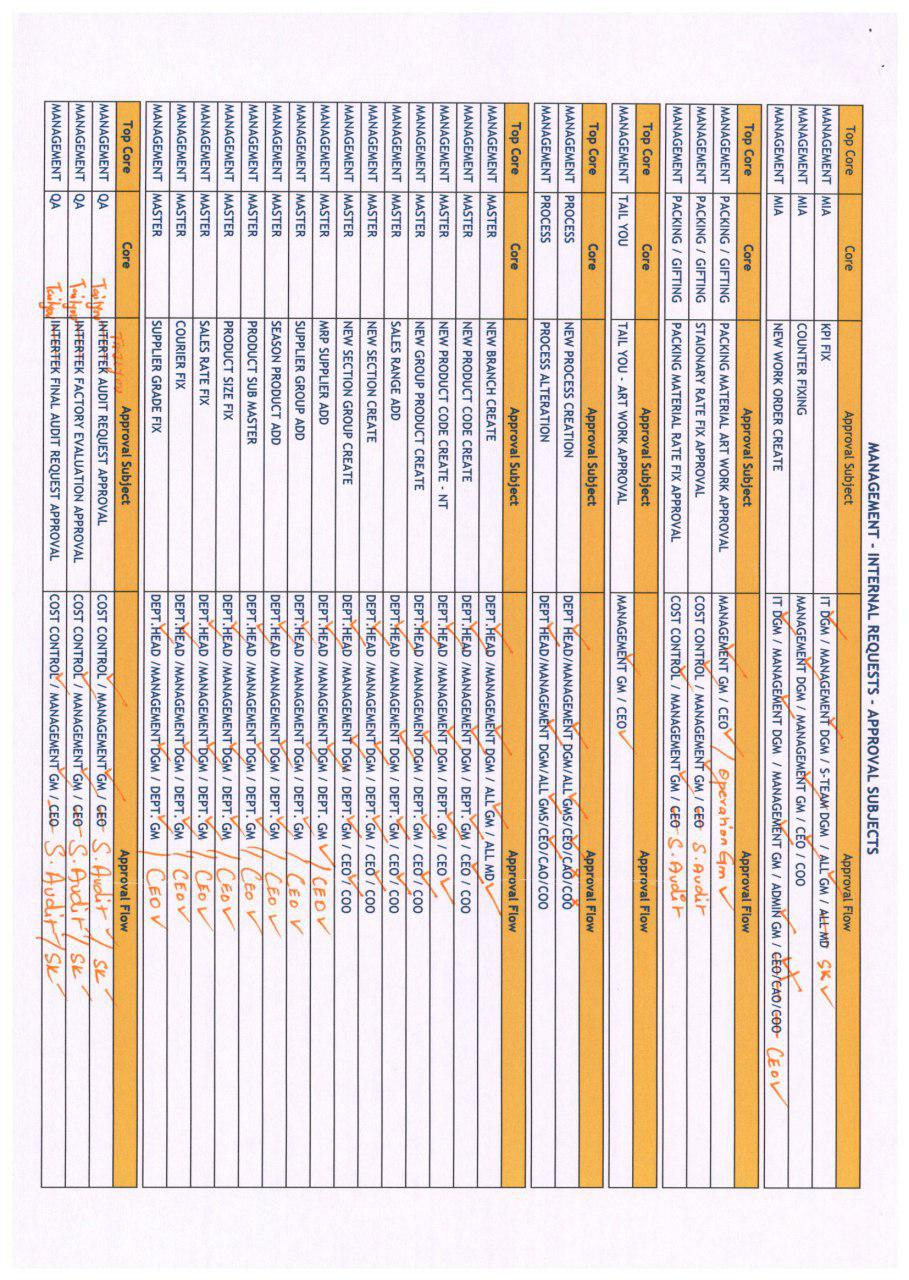 MANAGEMENT - INTERNAL REQUESTS - APPROVAL SUBJECTS
Top Core Core Approval Subject Approval Flow
MANAGEMENT MIA KPI FIX IT DGM / MANAGEMENT DGM / S-TEAM DGM / ALL GM / ALL MD SK
MANAGEMENT MIA COUNTER FIXING MANAGEMENT DGM / MANAGEMENT GM / CEO / COO
MANAGEMENT MIA NEW WORK ORDER CREATE IT DGM / MANAGEMENT DGM / MANAGEMENT GM / ADMIN GM / CEO/CAO/COO CEO
Top Core Core Approval Subject Approval Flow
MANAGEMENT PACKING / GIFTING PACKING MATERIAL ART WORK APPROVAL MANAGEMENT GM / CEO / Operation Gm
MANAGEMENT PACKING / GIFTING STAIONARY RATE FIX APPROVAL COST CONTROL / MANAGEMENT GM / CEO S. Audit
MANAGEMENT PACKING / GIFTING PACKING MATERIAL RATE FIX APPROVAL COST CONTROL / MANAGEMENT GM / CEO S. Audit
Top Core Core Approval Subject Approval Flow
MANAGEMENT TAIL YOU TAIL YOU - ART WORK APPROVAL MANAGEMENT GM / CEO
Top Core Core Approval Subject Approval Flow
MANAGEMENT PROCESS NEW PROCESS CREATION DEPT HEAD/MANAGEMENT DGM/ALL GMS/CEO/CAO/COO
MANAGEMENT PROCESS PROCESS ALTERATION DEPT HEAD/MANAGEMENT DGM/ALL GMS/CEO/CAO/COO
Top Core Core Approval Subject Approval Flow
MANAGEMENT MASTER NEW BRANCH CREATE DEPT.HEAD /MANAGEMENT DGM / ALL GM / ALL MD
MANAGEMENT MASTER NEW PRODUCT CODE CREATE DEPT.HEAD /MANAGEMENT DGM / DEPT. GM / CEO / COO
MANAGEMENT MASTER NEW PRODUCT CODE CREATE - NT DEPT.HEAD /MANAGEMENT DGM / DEPT. GM / CEO
MANAGEMENT MASTER NEW GROUP PRODUCT CREATE DEPT.HEAD /MANAGEMENT DGM / DEPT. GM / CEO / COO
MANAGEMENT MASTER SALES RANGE ADD DEPT.HEAD /MANAGEMENT DGM / DEPT. GM / CEO / COO
MANAGEMENT MASTER NEW SECTION CREATE DEPT.HEAD /MANAGEMENT DGM / DEPT. GM / CEO / COO
MANAGEMENT MASTER NEW SECTION GROUP CREATE DEPT.HEAD /MANAGEMENT DGM / DEPT. GM / CEO / COO
MANAGEMENT MASTER MRP SUPPLIER ADD DEPT.HEAD /MANAGEMENT DGM / DEPT. GM / CEO
MANAGEMENT MASTER SUPPLIER GROUP ADD DEPT.HEAD /MANAGEMENT DGM / DEPT. GM / CEO
MANAGEMENT MASTER SEASON PRODUCT ADD DEPT.HEAD /MANAGEMENT DGM / DEPT. GM / CEO
MANAGEMENT MASTER PRODUCT SUB MASTER DEPT.HEAD /MANAGEMENT DGM / DEPT. GM / CEO
MANAGEMENT MASTER PRODUCT SIZE FIX DEPT.HEAD /MANAGEMENT DGM / DEPT. GM / CEO
MANAGEMENT MASTER SALES RATE FIX DEPT.HEAD /MANAGEMENT DGM / DEPT. GM / CEO
MANAGEMENT MASTER COURIER FIX DEPT.HEAD /MANAGEMENT DGM / DEPT. GM / CEO
MANAGEMENT MASTER SUPPLIER GRADE FIX DEPT.HEAD /MANAGEMENT DGM / DEPT. GM / CEO
Top Core Core Approval Subject Approval Flow
MANAGEMENT QA Tailyou INTERTEK AUDIT REQUEST APPROVAL COST CONTROL / MANAGEMENT GM / CEO S. Audit / SK
MANAGEMENT QA Tailyou INTERTEK FACTORY EVALUATION APPROVAL COST CONTROL / MANAGEMENT GM / CEO S. Audit / SK
MANAGEMENT QA Tailyou INTERTEK FINAL AUDIT REQUEST APPROVAL COST CONTROL / MANAGEMENT GM / CEO S. Audit / SK